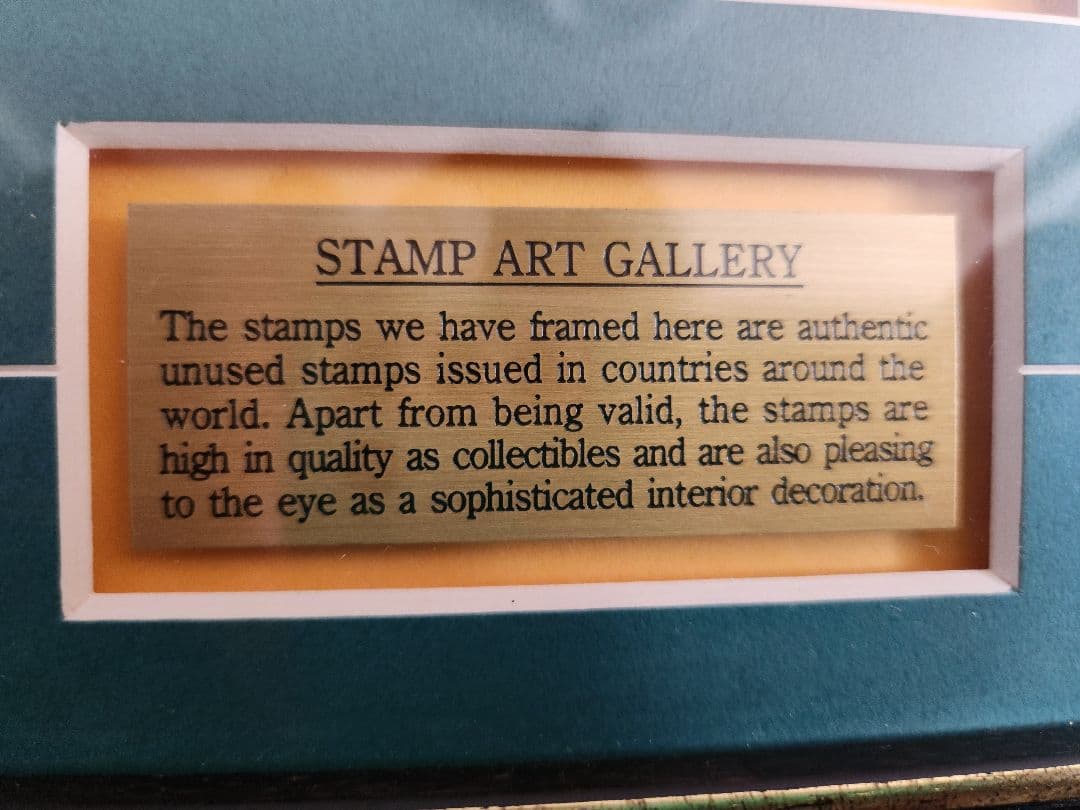 STAMP ART GALLERY
The stamps we have framed here are authentic
unused stamps issued in countries around the
world. Apart from being valid, the stamps are
high in quality as collectibles and are also pleasing
to the eye as a sophisticated interior decoration.